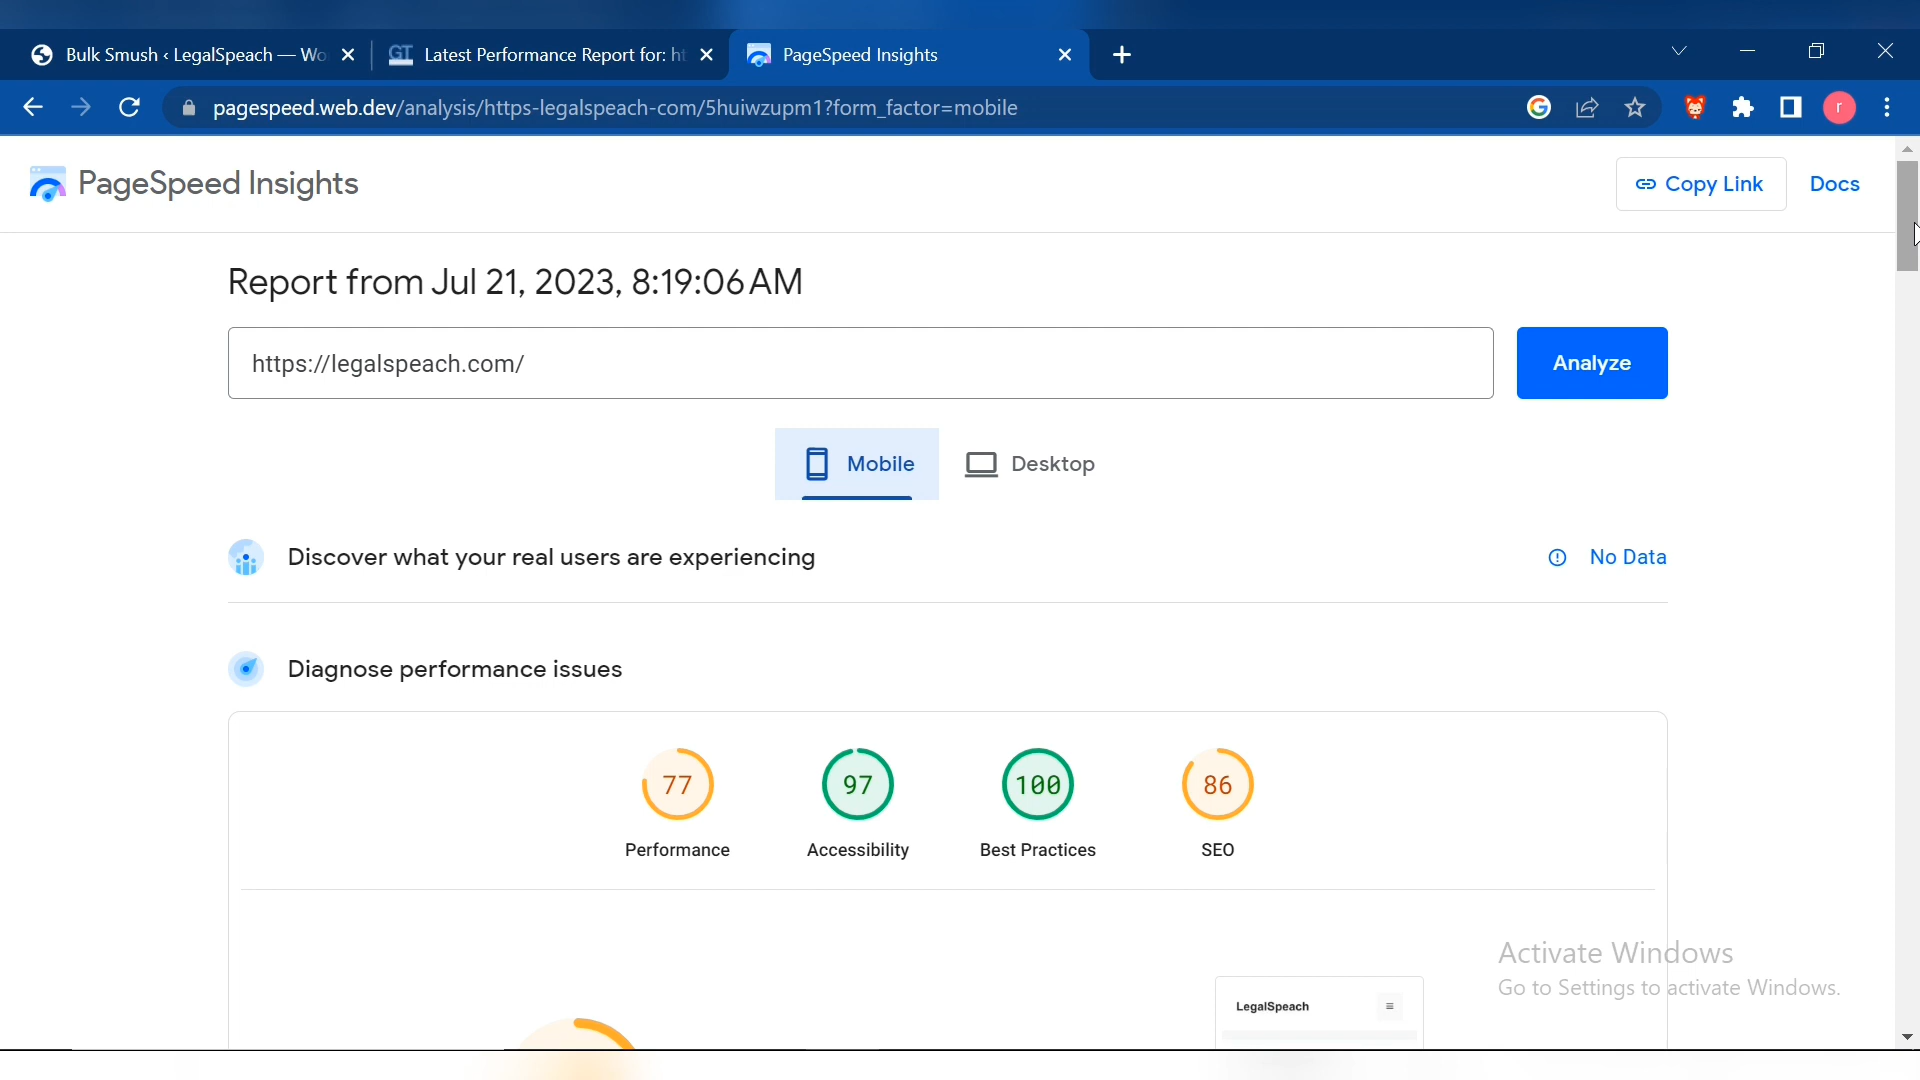 Bulk Smush ‹ LegalSpeach — Wo
GT Latest Performance Report for: ht
PageSpeed Insights
pagespeed.web.dev/analysis/https-legalspeach-com/5huiwzupm1?form_factor=mobile
r
PageSpeed Insights
Copy Link
Docs
Report from Jul 21, 2023, 8:19:06 AM
https://legalspeach.com/
Analyze
Mobile
Desktop
Discover what your real users are experiencing
No Data
Diagnose performance issues
77
97
100
86
Performance
Accessibility
Best Practices
SEO
Activate Windows
Go to Settings to activate Windows.
LegalSpeach